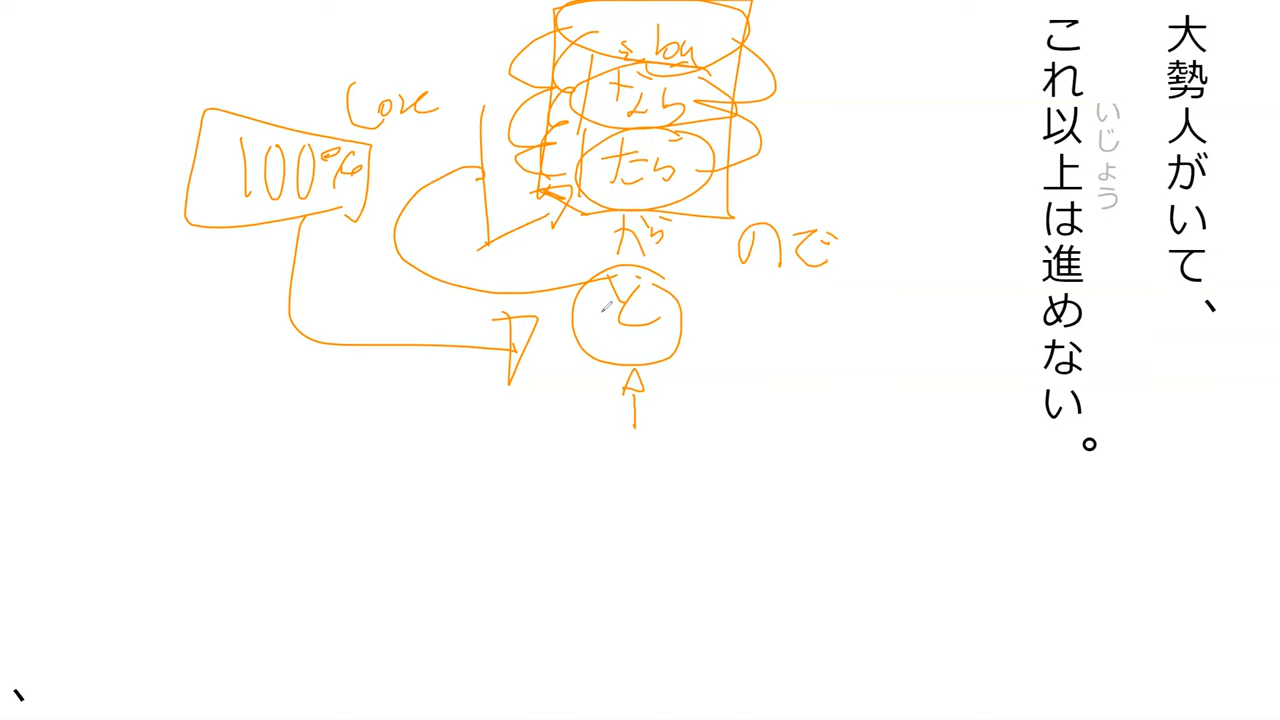 大勢人がいて、
これ以上は進めない。
いじょう
100%
なら
たら
から
ので
と
、